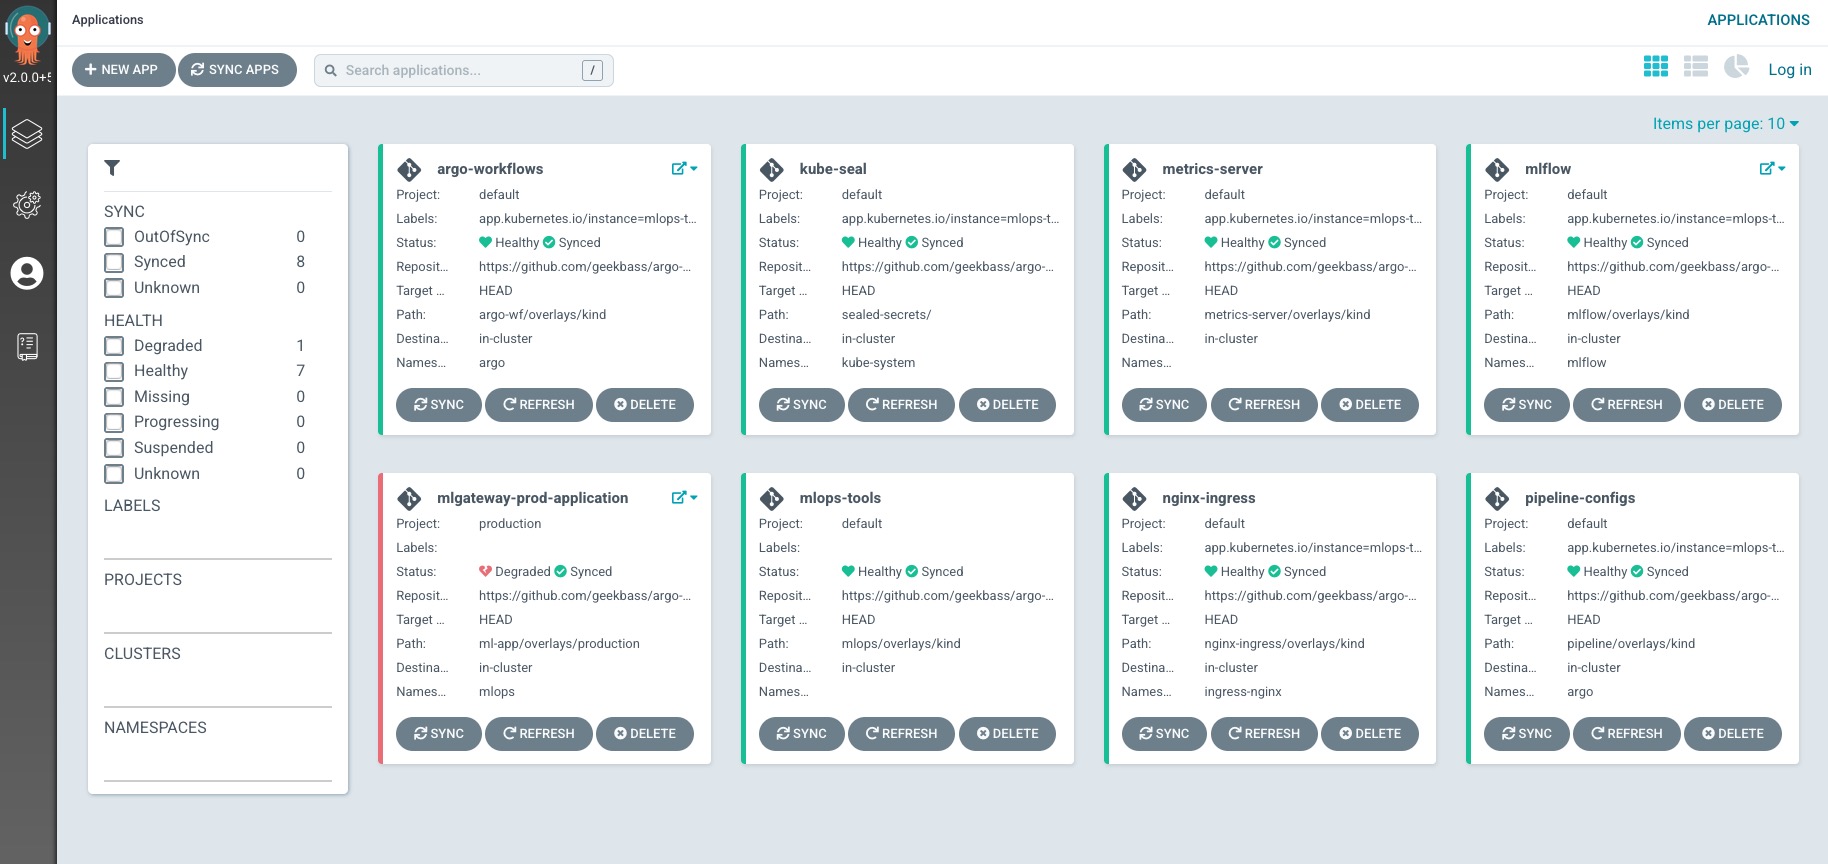 Applications
APPLICATIONS
v2.0.0+5
NEW APP
SYNC APPS
Search applications...
/
Log in
Items per page: 10
SYNC
OutOfSync 0
Synced 8
Unknown 0
HEALTH
Degraded 1
Healthy 7
Missing 0
Progressing 0
Suspended 0
Unknown 0
LABELS
PROJECTS
CLUSTERS
NAMESPACES
argo-workflows
Project: default
Labels: app.kubernetes.io/instance=mlops-t...
Status: Healthy Synced
Reposit... https://github.com/geekbass/argo-...
Target ... HEAD
Path: argo-wf/overlays/kind
Destina... in-cluster
Names... argo
SYNC REFRESH DELETE
kube-seal
Project: default
Labels: app.kubernetes.io/instance=mlops-t...
Status: Healthy Synced
Reposit... https://github.com/geekbass/argo-...
Target ... HEAD
Path: sealed-secrets/
Destina... in-cluster
Names... kube-system
SYNC REFRESH DELETE
metrics-server
Project: default
Labels: app.kubernetes.io/instance=mlops-t...
Status: Healthy Synced
Reposit... https://github.com/geekbass/argo-...
Target ... HEAD
Path: metrics-server/overlays/kind
Destina... in-cluster
Names...
SYNC REFRESH DELETE
mlflow
Project: default
Labels: app.kubernetes.io/instance=mlops-t...
Status: Healthy Synced
Reposit... https://github.com/geekbass/argo-...
Target ... HEAD
Path: mlflow/overlays/kind
Destina... in-cluster
Names... mlflow
SYNC REFRESH DELETE
mlgateway-prod-application
Project: production
Labels:
Status: Degraded Synced
Reposit... https://github.com/geekbass/argo-...
Target ... HEAD
Path: ml-app/overlays/production
Destina... in-cluster
Names... mlops
SYNC REFRESH DELETE
mlops-tools
Project: default
Labels:
Status: Healthy Synced
Reposit... https://github.com/geekbass/argo-...
Target ... HEAD
Path: mlops/overlays/kind
Destina... in-cluster
Names...
SYNC REFRESH DELETE
nginx-ingress
Project: default
Labels: app.kubernetes.io/instance=mlops-t...
Status: Healthy Synced
Reposit... https://github.com/geekbass/argo-...
Target ... HEAD
Path: nginx-ingress/overlays/kind
Destina... in-cluster
Names... ingress-nginx
SYNC REFRESH DELETE
pipeline-configs
Project: default
Labels: app.kubernetes.io/instance=mlops-t...
Status: Healthy Synced
Reposit... https://github.com/geekbass/argo-...
Target ... HEAD
Path: pipeline/overlays/kind
Destina... in-cluster
Names... argo
SYNC REFRESH DELETE